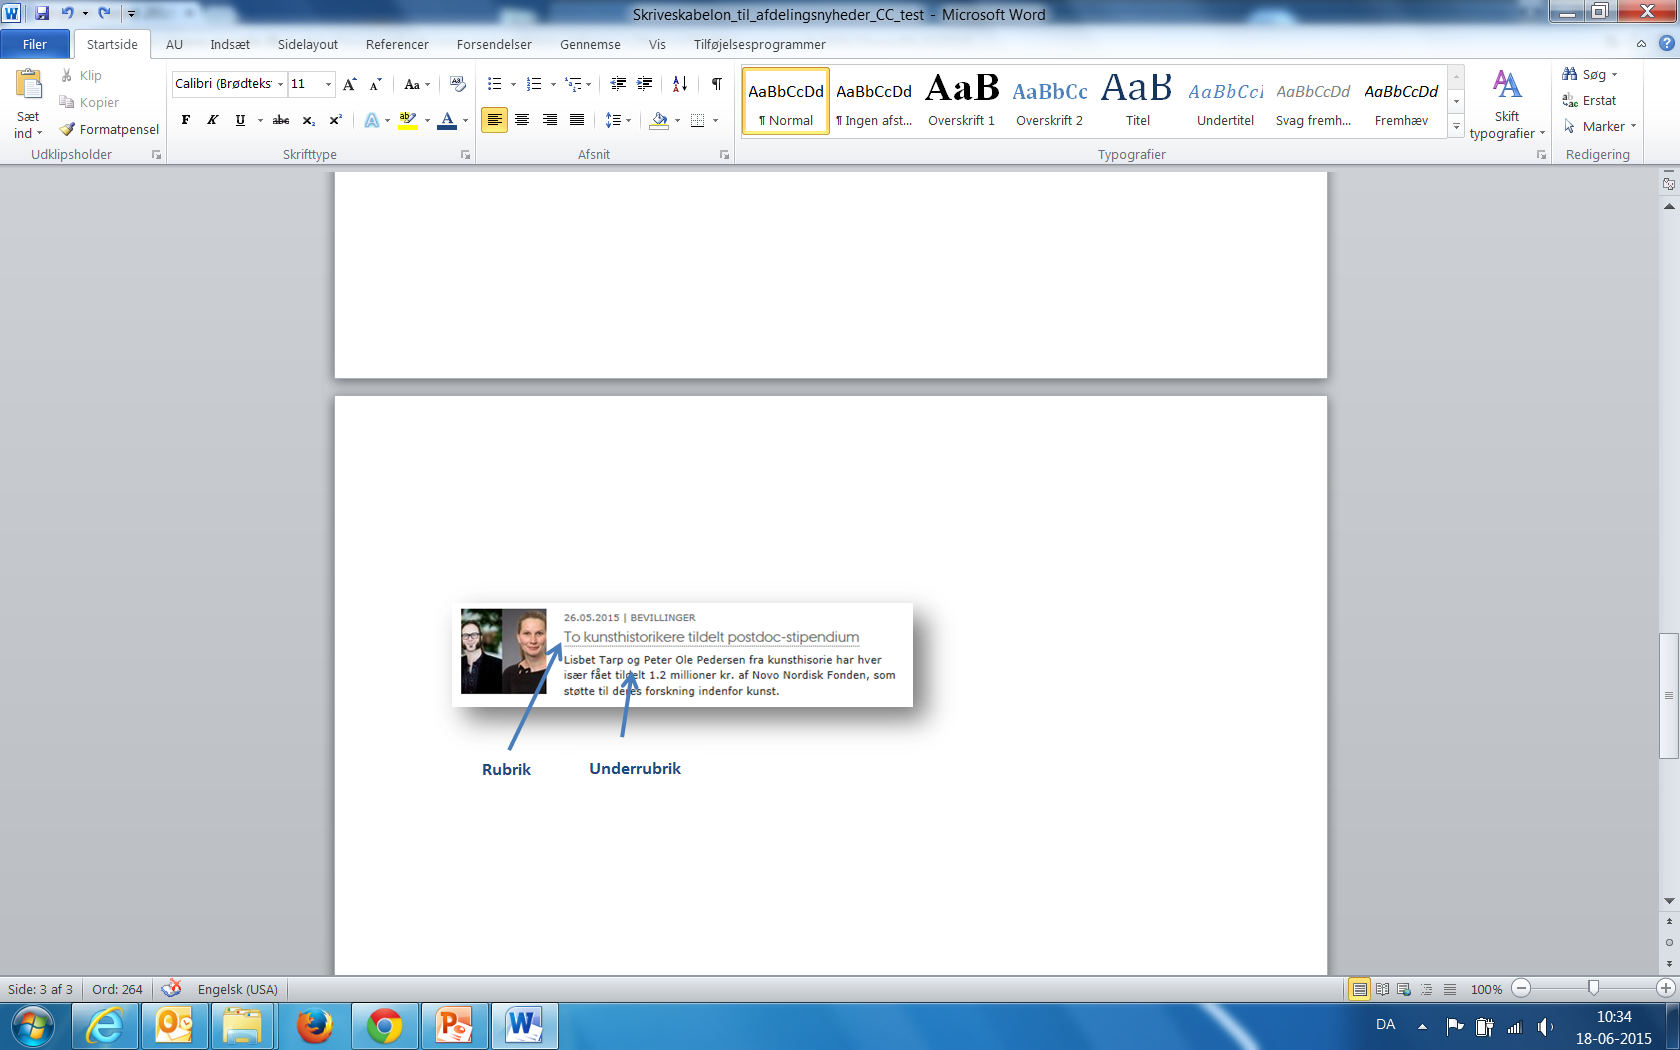 Skriveskabelon_til_afdelingsnyheder_CC_test - Microsoft Word
Filer Startside AU Indsæt Sidelayout Referencer Forsendelser Gennemse Vis Tilføjelsesprogrammer
Sæt ind
Klip
Kopier
Formatpensel
Udklipsholder
Calibri (Brødteks 11
Skrifttype
Afsnit
AaBbCcDd AaBbCcDd AaB AaBbCc AaB AaBbCcI AaBbCcDd AaBbCcDd
¶ Normal ¶ Ingen afst... Overskrift 1 Overskrift 2 Titel Undertitel Svag fremh... Fremhæv
Typografier
Skift typografier
Søg
Erstat
Marker
Redigering
26.05.2015 | BEVILLINGER
To kunsthistorikere tildelt postdoc-stipendium
Lisbet Tarp og Peter Ole Pedersen fra kunsthisorie har hver
især fået tildelt 1.2 millioner kr. af Novo Nordisk Fonden, som
støtte til deres forskning indenfor kunst.
Rubrik Underrubrik
Side: 3 af 3 Ord: 264 Engelsk (USA) 100%
DA 10:34
18-06-2015